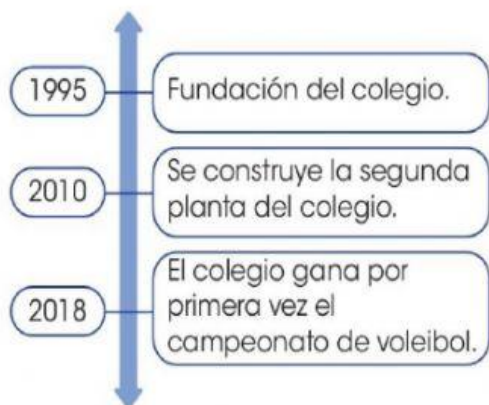 1995
Fundación del colegio.
2010
Se construye la segunda
planta del colegio.
2018
El colegio gana por
primera vez el
campeonato de voleibol.